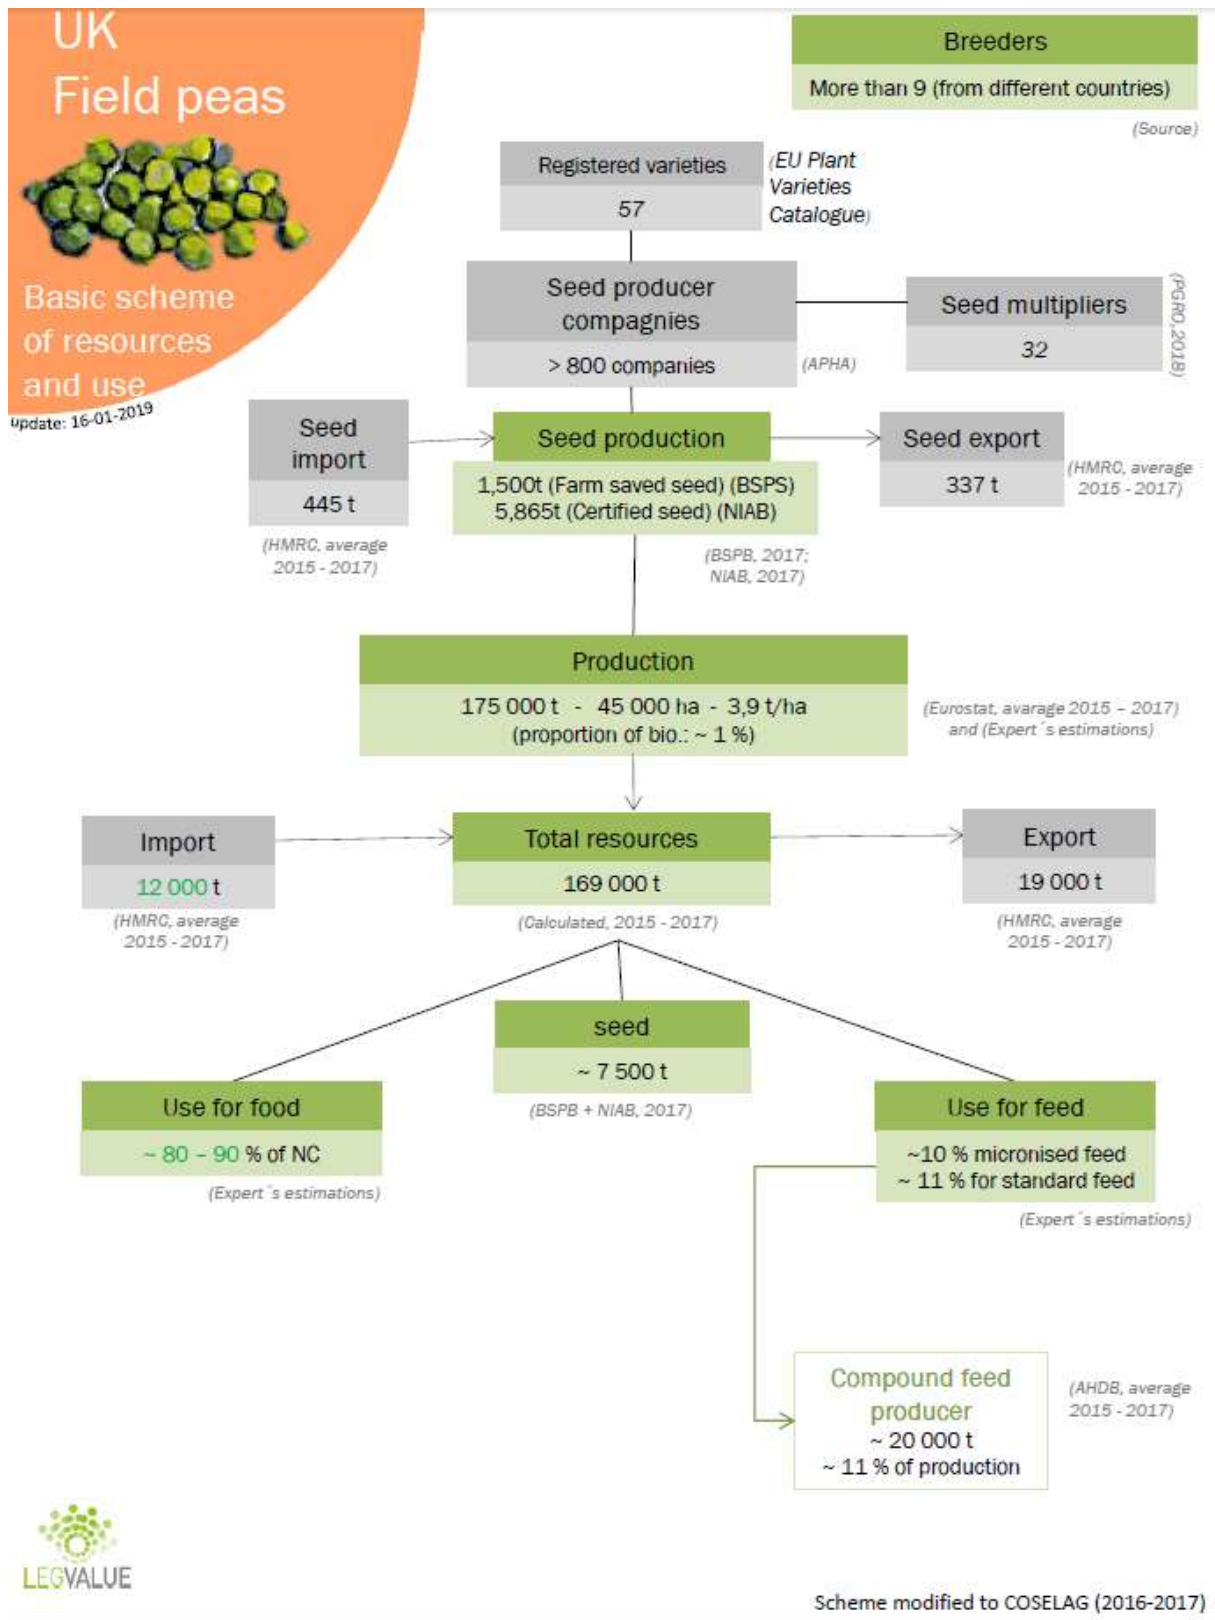 UK
Field peas
Basic scheme
of resources
and use
update: 16-01-2019
Breeders
More than 9 (from different countries)
(Source)
Registered varieties
57
(EU Plant
Varieties
Catalogue)
Seed producer
compagnies
> 800 companies
(APHA)
Seed multipliers
32
(PGRO,2018)
Seed
import
445 t
(HMRC, average
2015 - 2017)
Seed production
1,500t (Farm saved seed) (BSPS)
5,865t (Certified seed) (NIAB)
(BSPB, 2017;
NIAB, 2017)
Seed export
337 t
(HMRC, average
2015 - 2017)
Production
175 000 t - 45 000 ha - 3,9 t/ha
(proportion of bio.: ~ 1 %)
(Eurostat, avarage 2015 – 2017)
and (Expert´s estimations)
Import
12 000 t
(HMRC, average
2015 - 2017)
Total resources
169 000 t
(Calculated, 2015 - 2017)
Export
19 000 t
(HMRC, average
2015 - 2017)
seed
~ 7 500 t
(BSPB + NIAB, 2017)
Use for food
~ 80 – 90 % of NC
(Expert´s estimations)
Use for feed
~10 % micronised feed
~ 11 % for standard feed
(Expert´s estimations)
Compound feed
producer
~ 20 000 t
~ 11 % of production
(AHDB, average
2015 - 2017)
LEGVALUE
Scheme modified to COSELAG (2016-2017)